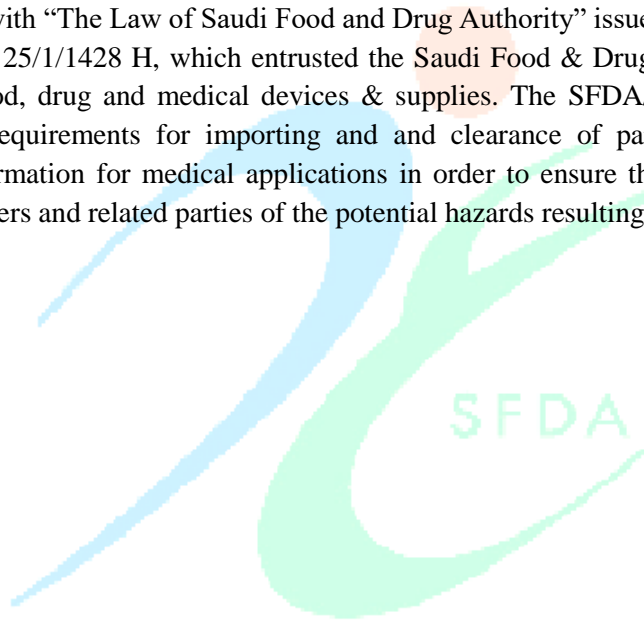 with “The Law of Saudi Food and Drug Authority” issue
25/1/1428 H, which entrusted the Saudi Food & Drug
od, drug and medical devices & supplies. The SFDA
equirements for importing and and clearance of pa
rmation for medical applications in order to ensure th
ers and related parties of the potential hazards resulting
SFDA